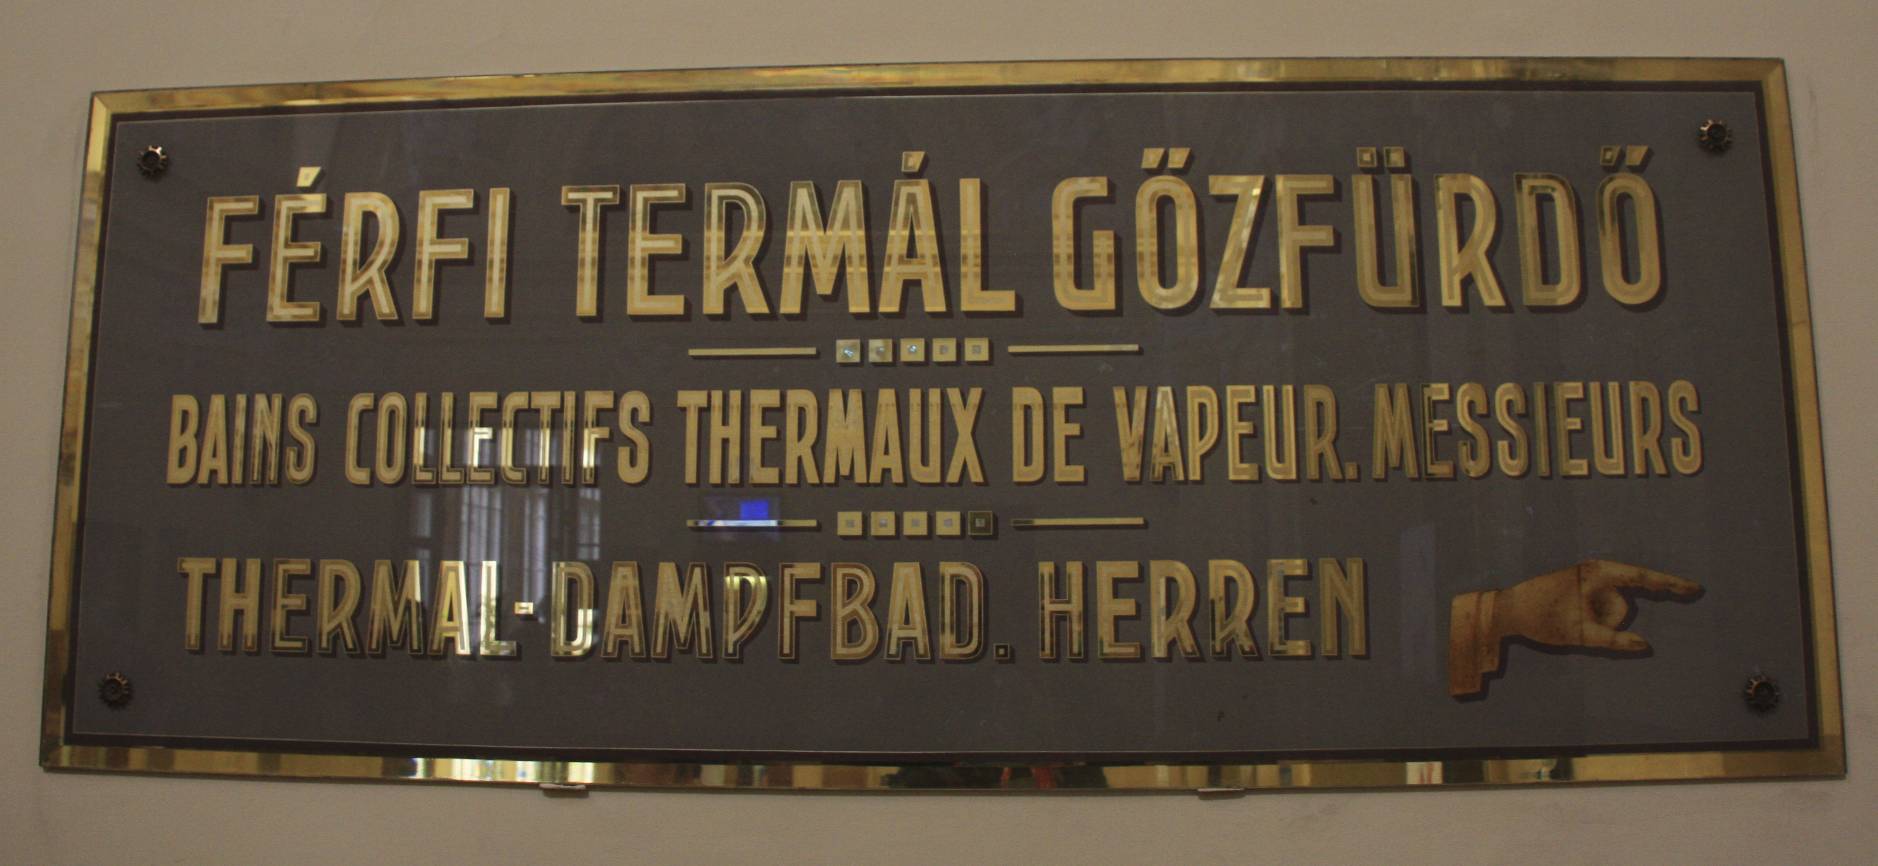 FÉRFI TERMÁL GŐZFÜRDŐ
BAINS COLLECTIFS THERMAUX DE VAPEUR. MESSIEURS
THERMAL-DAMPFBAD. HERREN